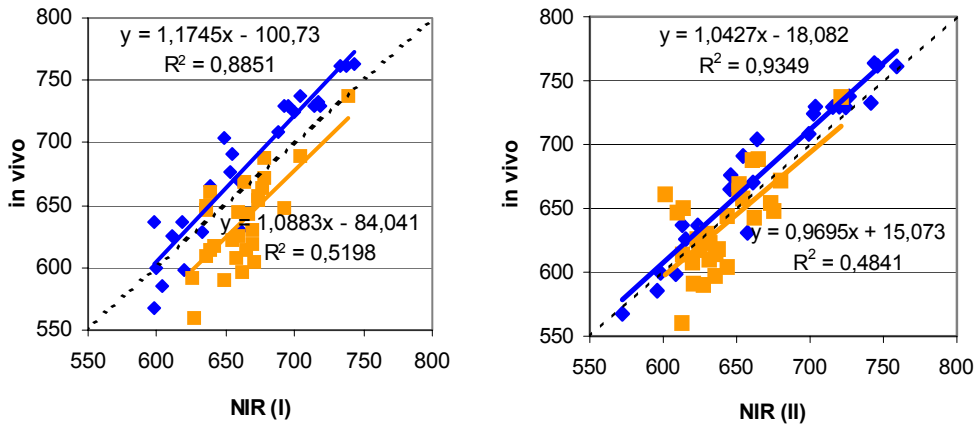 800
750
700
650
600
550
in vivo
y = 1,1745x - 100,73
R² = 0,8851
y = 1,0883x - 84,041
R² = 0,5198
550 600 650 700 750 800
NIR (I)
800
750
700
650
600
550
in vivo
y = 1,0427x - 18,082
R² = 0,9349
y = 0,9695x + 15,073
R² = 0,4841
550 600 650 700 750 800
NIR (II)